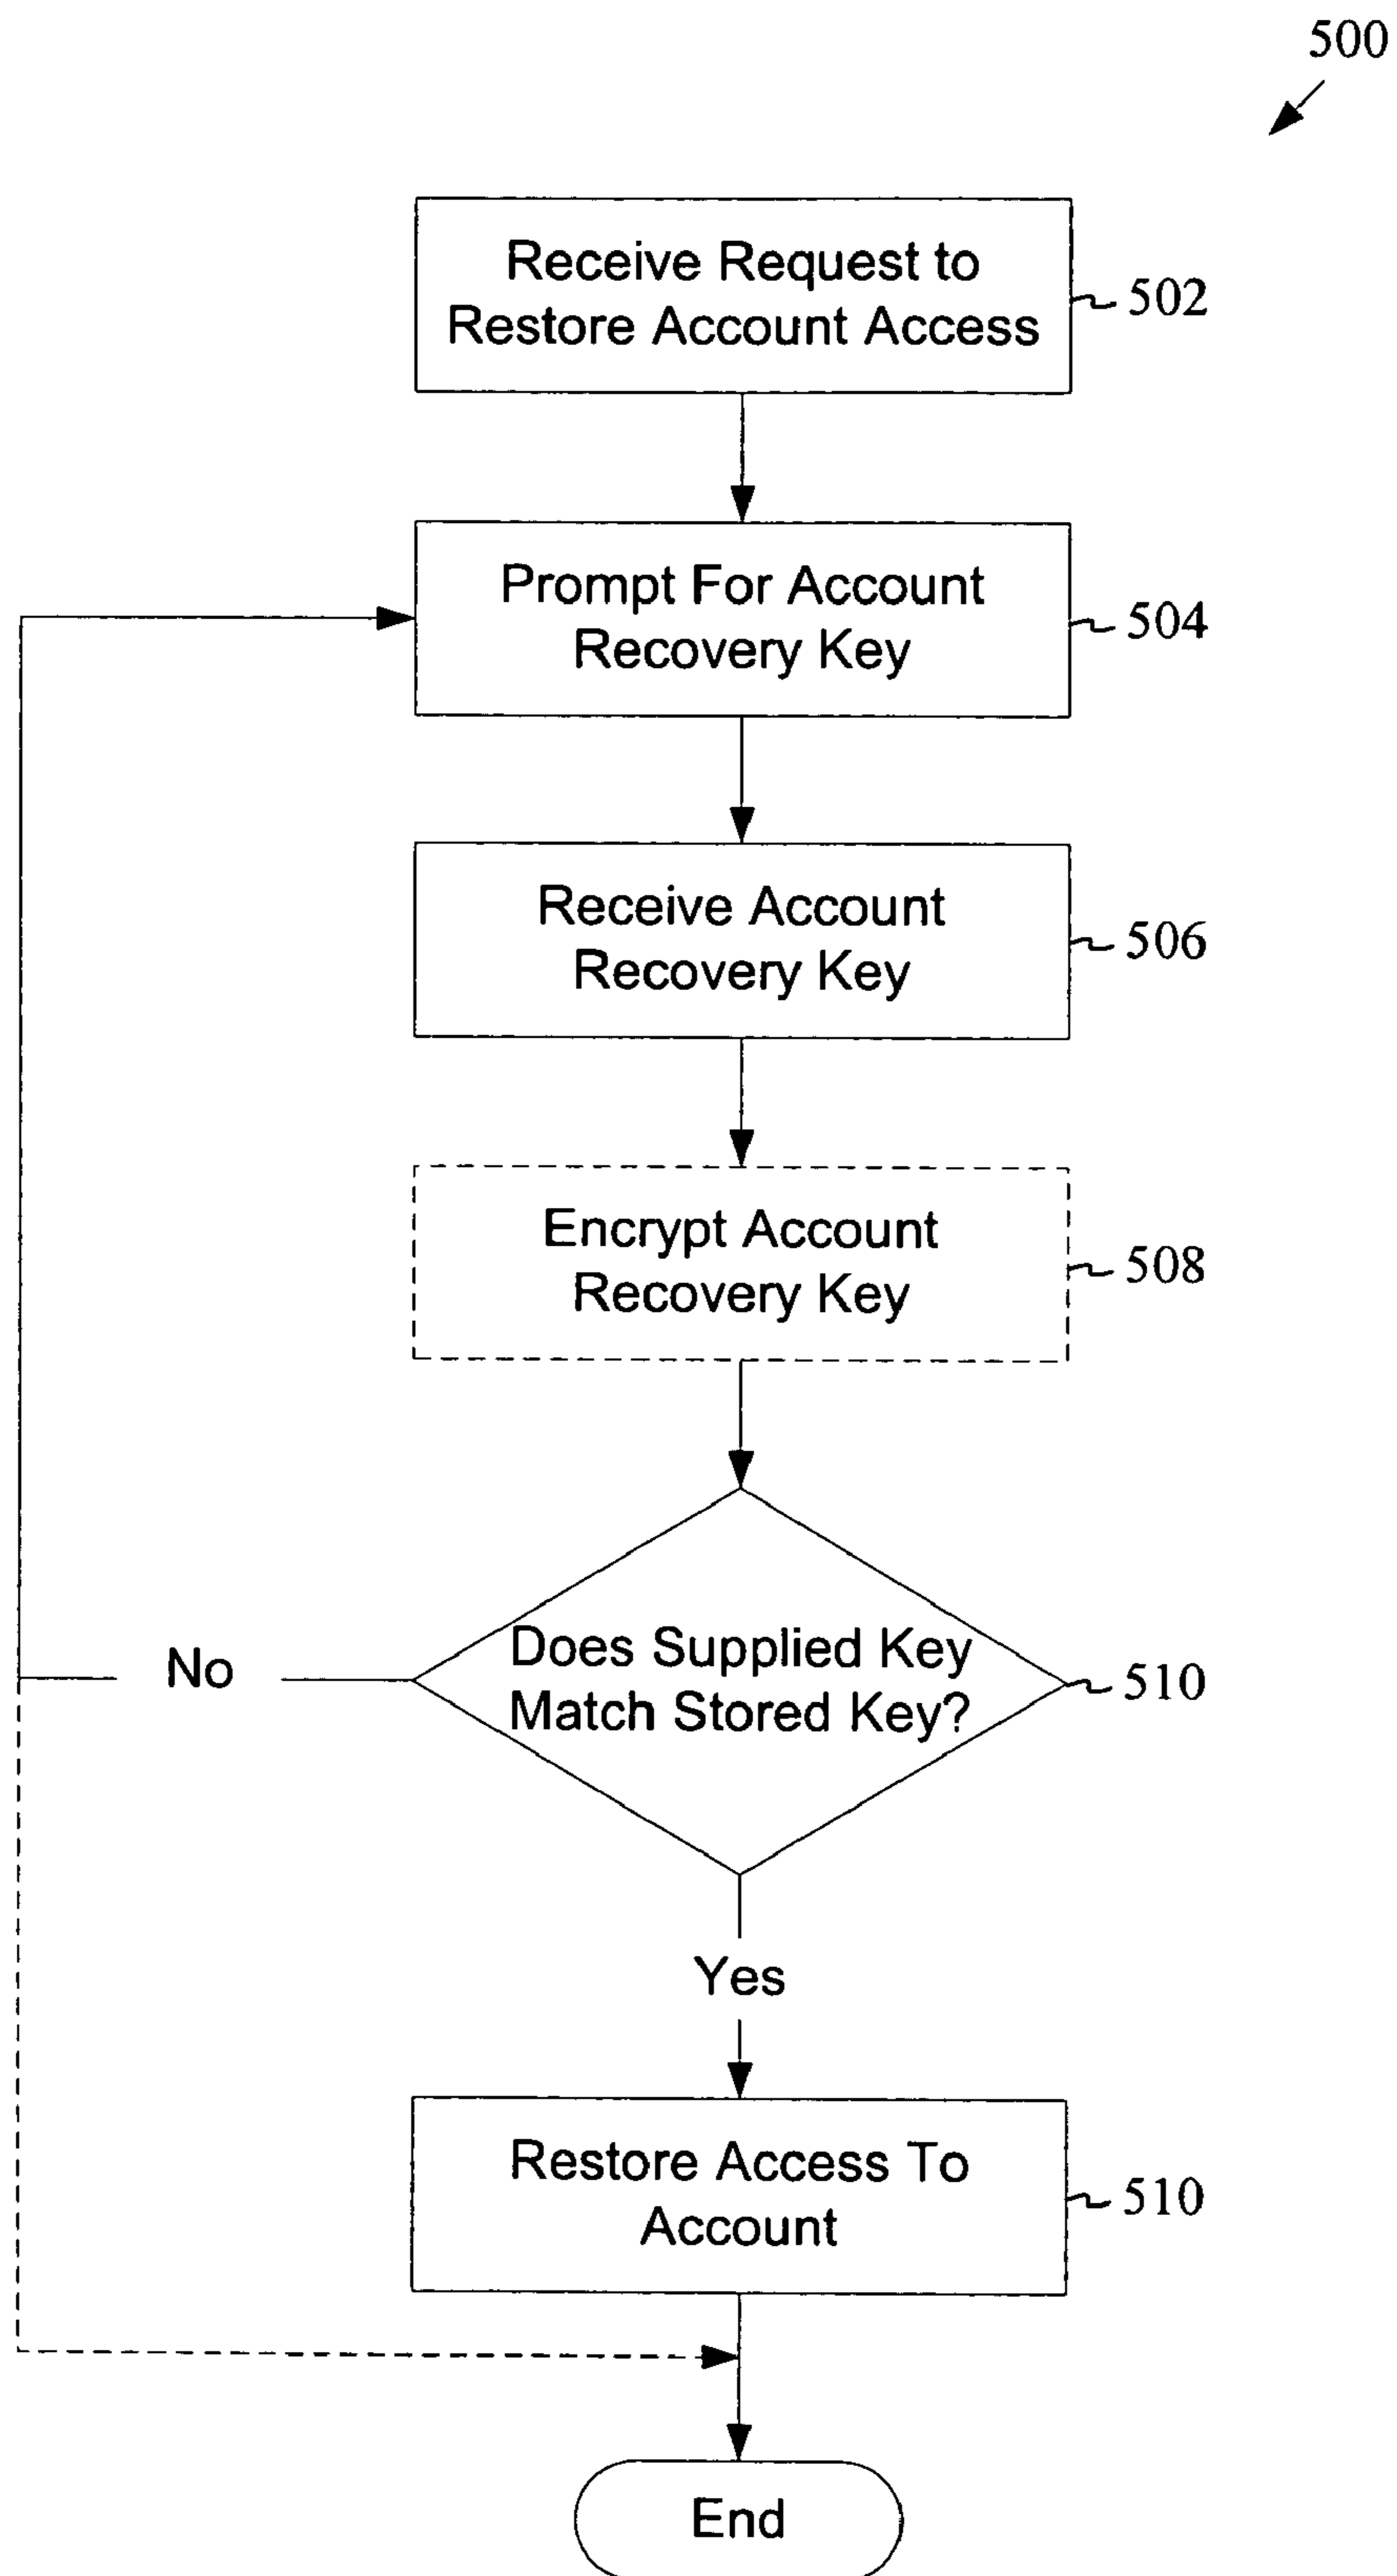 500
Receive Request to
Restore Account Access
502
Prompt For Account
Recovery Key
504
Receive Account
Recovery Key
506
Encrypt Account
Recovery Key
508
Does Supplied Key
Match Stored Key?
510
No
Yes
Restore Access To
Account
510
End